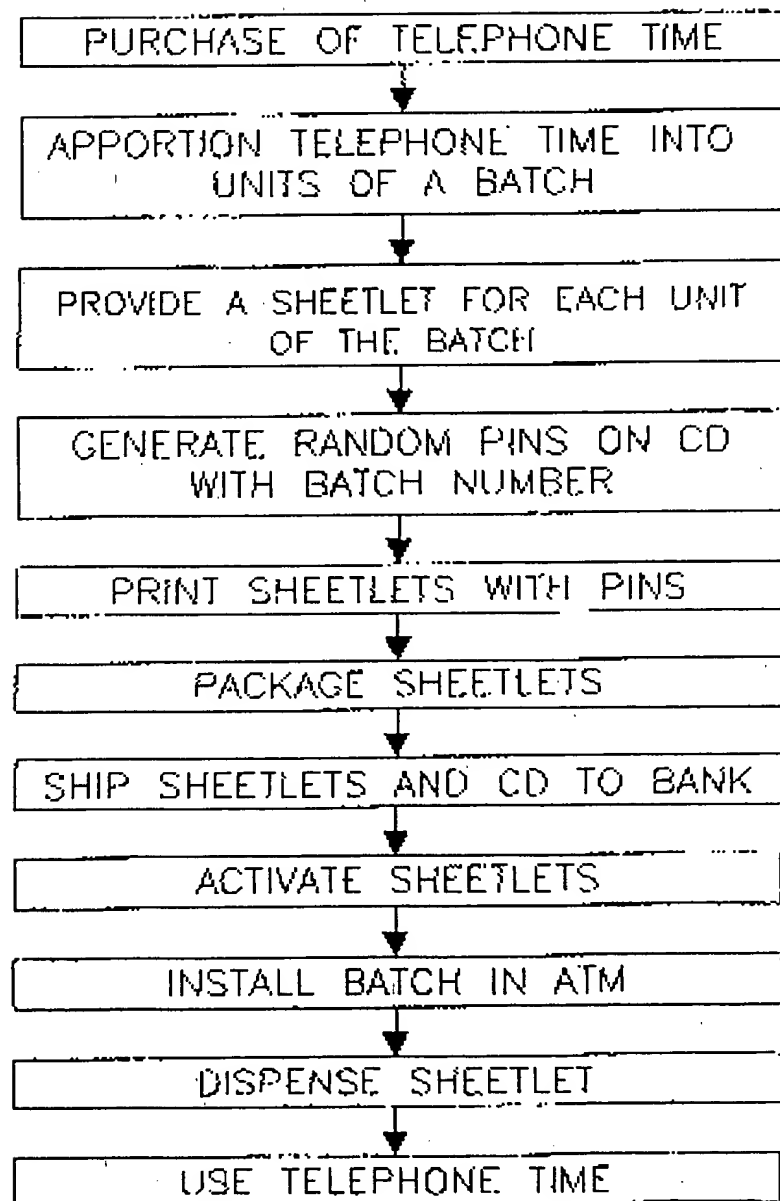 PURCHASE OF TELEPHONE TIME
APPORTION TELEPHONE TIME INTO
UNITS OF A BATCH
PROVIDE A SHEETLET FOR EACH UNIT
OF THE BATCH
GENERATE RANDOM PINS ON CD
WITH BATCH NUMBER
PRINT SHEETLETS WITH PINS
PACKAGE SHEETLETS
SHIP SHEETLETS AND CD TO BANK
ACTIVATE SHEETLETS
INSTALL BATCH IN ATM
DISPENSE SHEETLET
USE TELEPHONE TIME